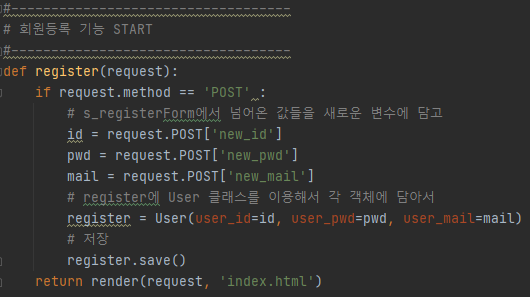 #-----------------------------------
# 회원등록 기능 START
#-----------------------------------
def register(request):
    if request.method == 'POST' :
        # s_registerForm에서 넘어온 값들을 새로운 변수에 담고
        id = request.POST['new_id']
        pwd = request.POST['new_pwd']
        mail = request.POST['new_mail']
        # register에 User 클래스를 이용해서 각 객체에 담아서
        register = User(user_id=id, user_pwd=pwd, user_mail=mail)
        # 저장
        register.save()
    return render(request, 'index.html')